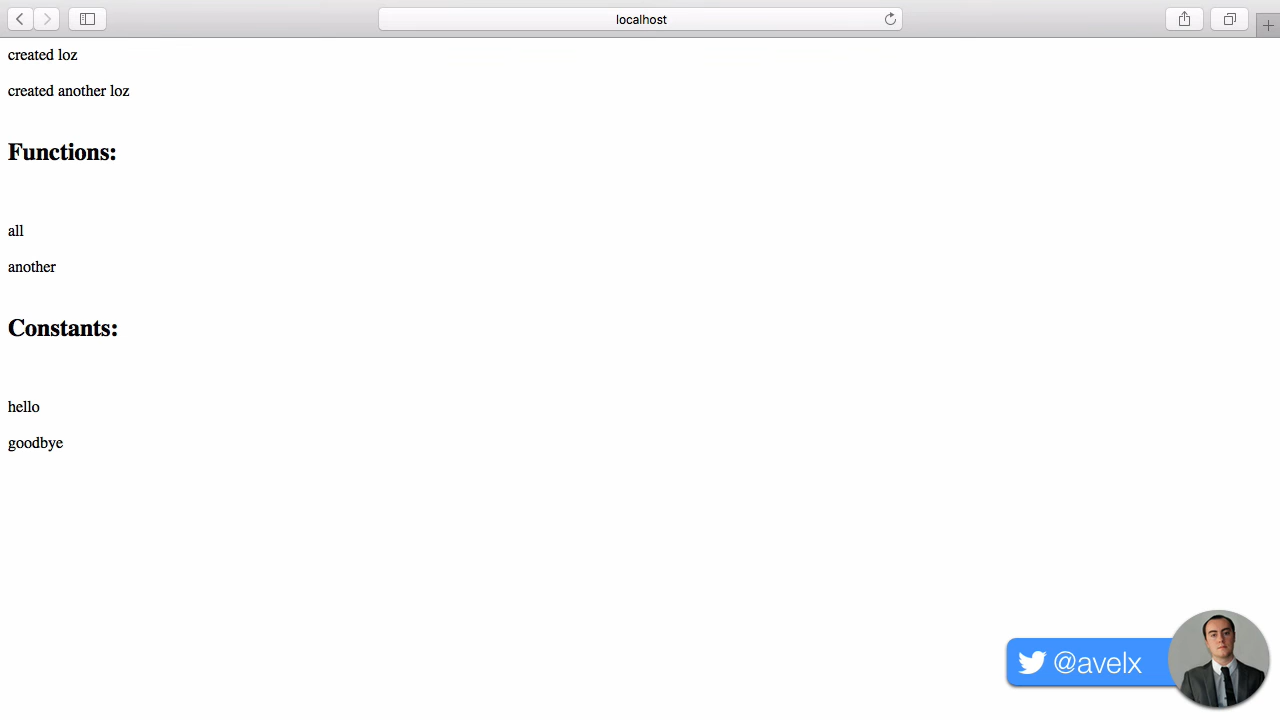 localhost
created loz
created another loz
Functions:
all
another
Constants:
hello
goodbye
@avelx